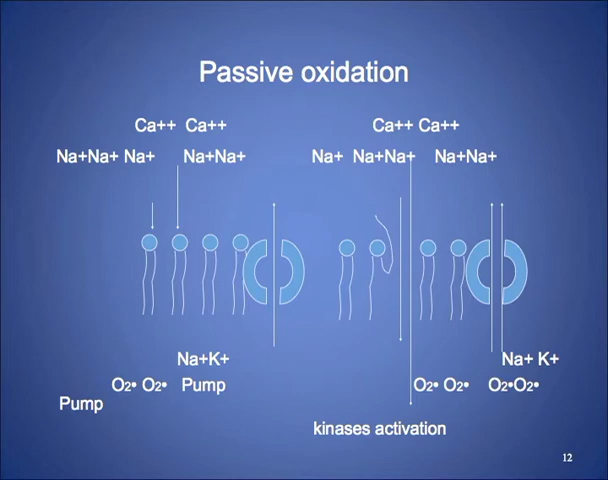 Passive oxidation
Ca++ Ca++ Ca++ Ca++
Na+Na+ Na+ Na+Na+ Na+ Na+Na+ Na+Na+
Na+K+ Na+ K+
O2• O2• Pump O2• O2• O2•O2•
Pump
kinases activation
12